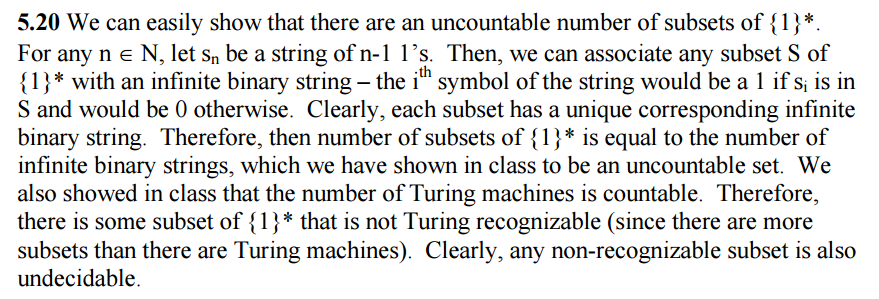 5.20 We can easily show that there are an uncountable number of subsets of {1}*.
For any n ∈ N, let sₙ be a string of n-1 1’s. Then, we can associate any subset S of
{1}* with an infinite binary string – the iᵗʰ symbol of the string would be a 1 if sᵢ is in
S and would be 0 otherwise. Clearly, each subset has a unique corresponding infinite
binary string. Therefore, then number of subsets of {1}* is equal to the number of
infinite binary strings, which we have shown in class to be an uncountable set. We
also showed in class that the number of Turing machines is countable. Therefore,
there is some subset of {1}* that is not Turing recognizable (since there are more
subsets than there are Turing machines). Clearly, any non-recognizable subset is also
undecidable.